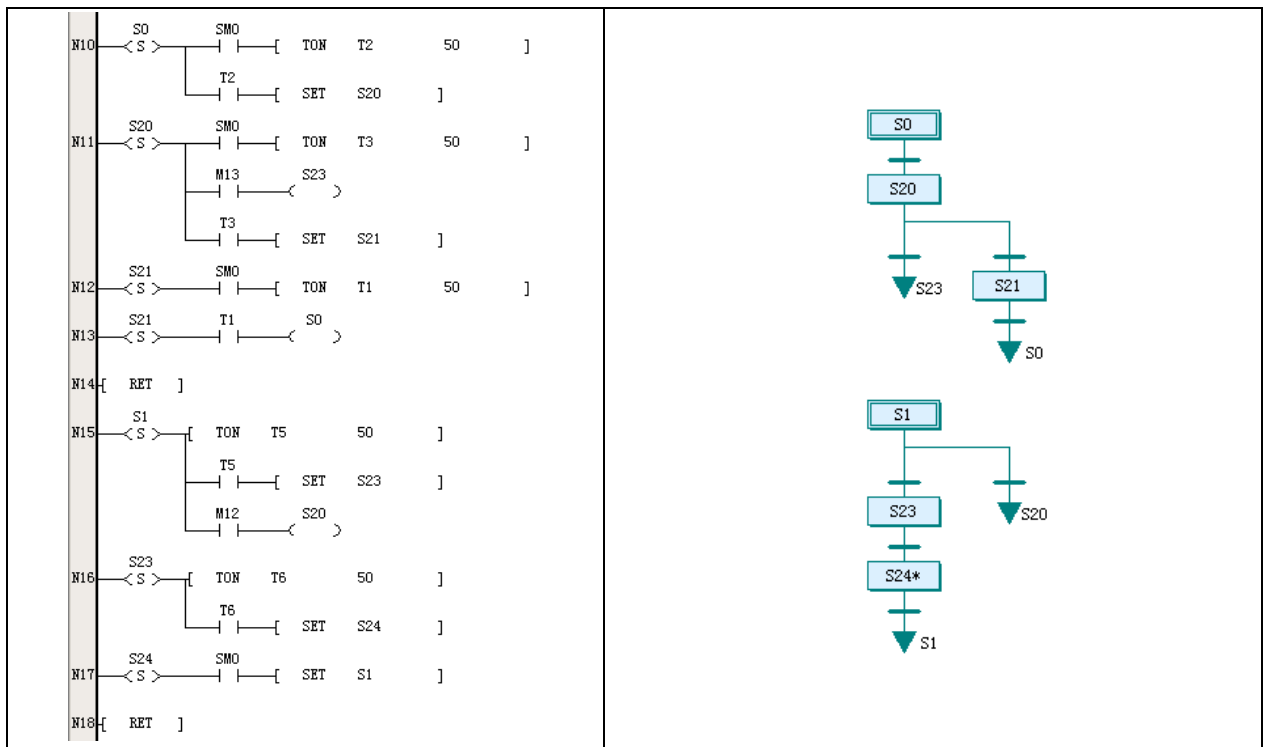 S0 SM0
N10 S [ TON T2 50 ]
T2
[ SET S20 ]
S20 SM0
N11 S [ TON T3 50 ]
M13 S23
T3
[ SET S21 ]
S21 SM0
N12 S [ TON T1 50 ]
S21 T1 S0
N13 S
N14 [ RET ]
S1
N15 S [ TON T5 50 ]
T5
[ SET S23 ]
M12 S20
S23
N16 S [ TON T6 50 ]
T6
[ SET S24 ]
S24 SM0
N17 S [ SET S1 ]
N18 [ RET ]
S0
S20
S23 S21
S0
S1
S23 S20
S24*
S1